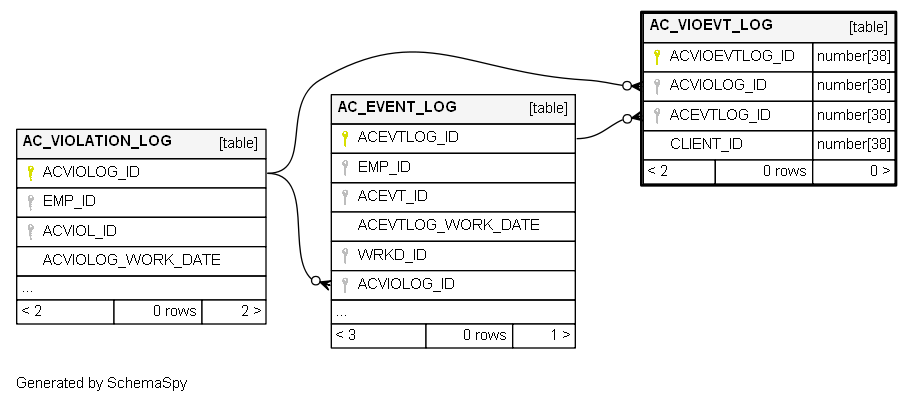 AC_VIOLATION_LOG [table]
ACVIOLOG_ID
EMP_ID
ACVIOL_ID
ACVIOLOG_WORK_DATE
...
< 2 0 rows 2 >
AC_EVENT_LOG [table]
ACEVTLOG_ID
EMP_ID
ACEVT_ID
ACEVTLOG_WORK_DATE
WRKD_ID
ACVIOLOG_ID
...
< 3 0 rows 1 >
AC_VIOEVT_LOG [table]
ACVIOEVTLOG_ID number[38]
ACVIOLOG_ID number[38]
ACEVTLOG_ID number[38]
CLIENT_ID number[38]
< 2 0 rows 0 >
Generated by SchemaSpy